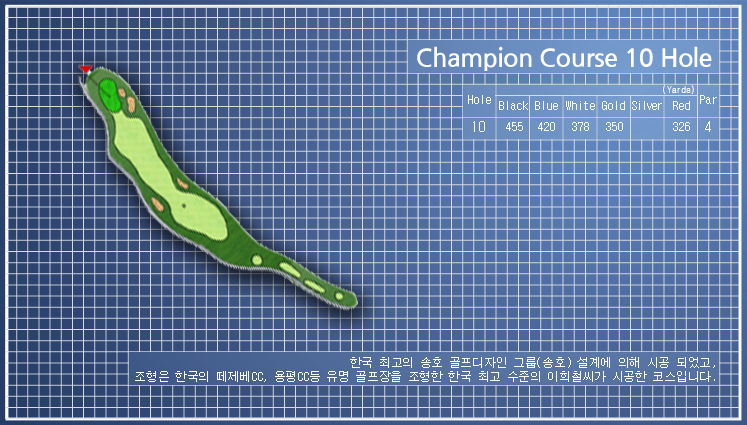 Champion Course 10 Hole
(Yards)
Hole Black Blue White Gold Silver Red Par
10 455 420 378 350 326 4
한국 최고의 송호 골프디자인 그룹(송호) 설계에 의해 시공 되었고,
조형은 한국의 떼제베CC, 용평CC등 유명 골프장을 조형한 한국 최고 수준의 이희철씨가 시공한 코스입니다.